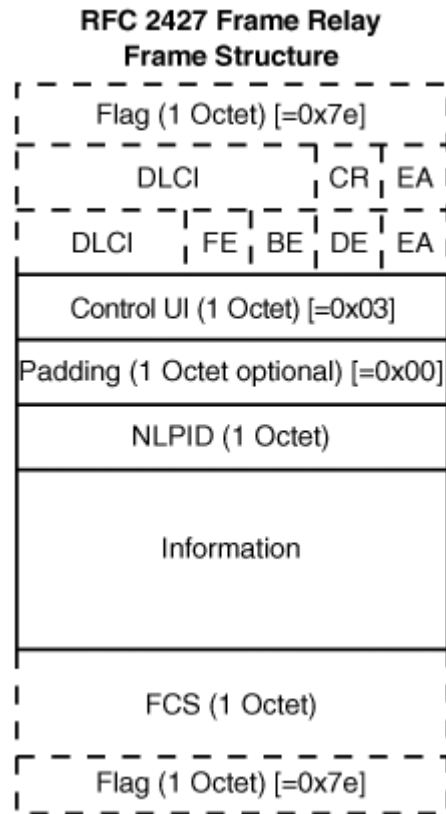 RFC 2427 Frame Relay
Frame Structure
Flag (1 Octet) [=0x7e]
DLCI CR EA
DLCI FE BE DE EA
Control UI (1 Octet) [=0x03]
Padding (1 Octet optional) [=0x00]
NLPID (1 Octet)
Information
FCS (1 Octet)
Flag (1 Octet) [=0x7e]